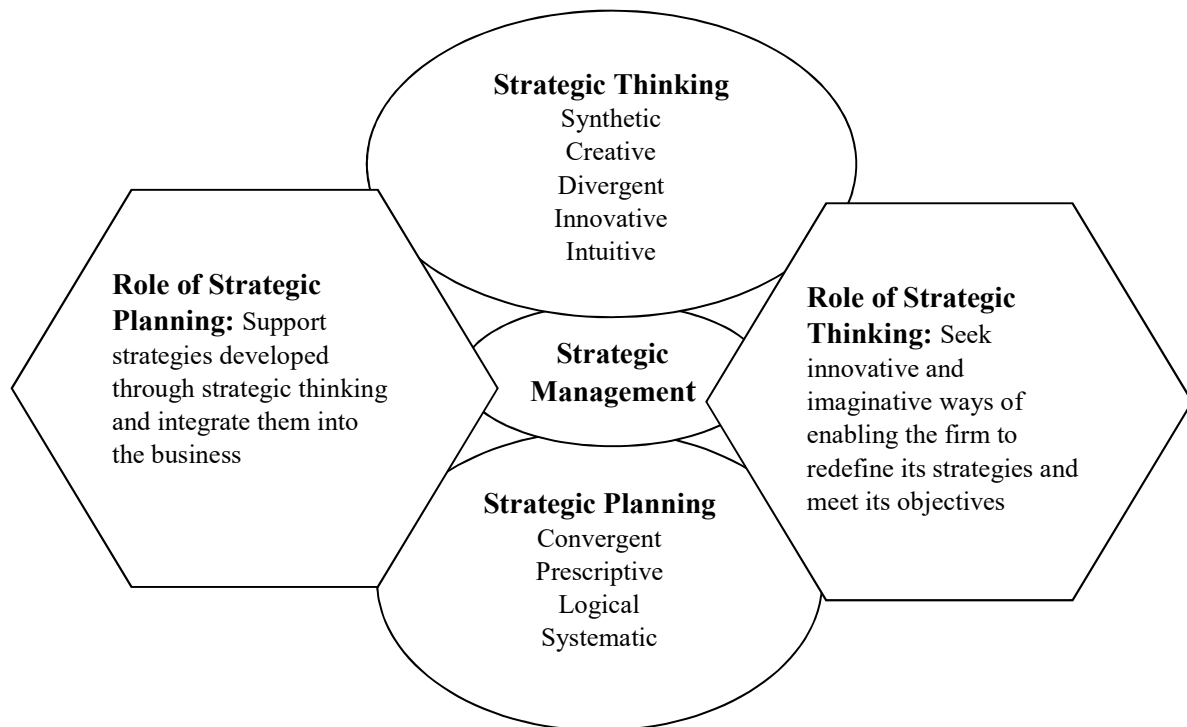 Strategic Thinking
Synthetic
Creative
Divergent
Innovative
Intuitive
Role of Strategic
Planning: Support
strategies developed
through strategic thinking
and integrate them into
the business
Strategic
Management
Role of Strategic
Thinking: Seek
innovative and
imaginative ways of
enabling the firm to
redefine its strategies and
meet its objectives
Strategic Planning
Convergent
Prescriptive
Logical
Systematic